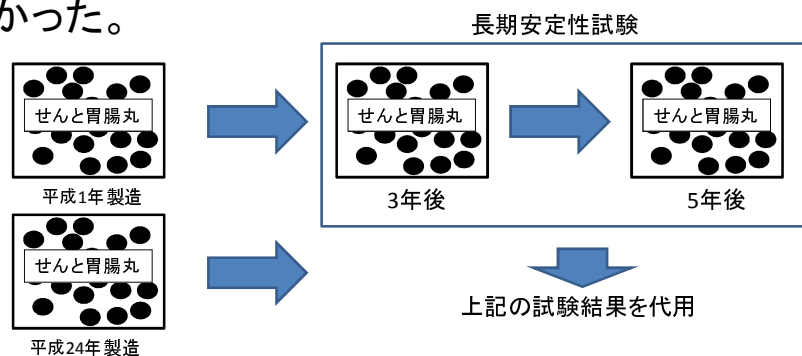 かった。
長期安定性試験
せんと胃腸丸
せんと胃腸丸
せんと胃腸丸
平成1年製造
3年後
5年後
せんと胃腸丸
上記の試験結果を代用
平成24年製造